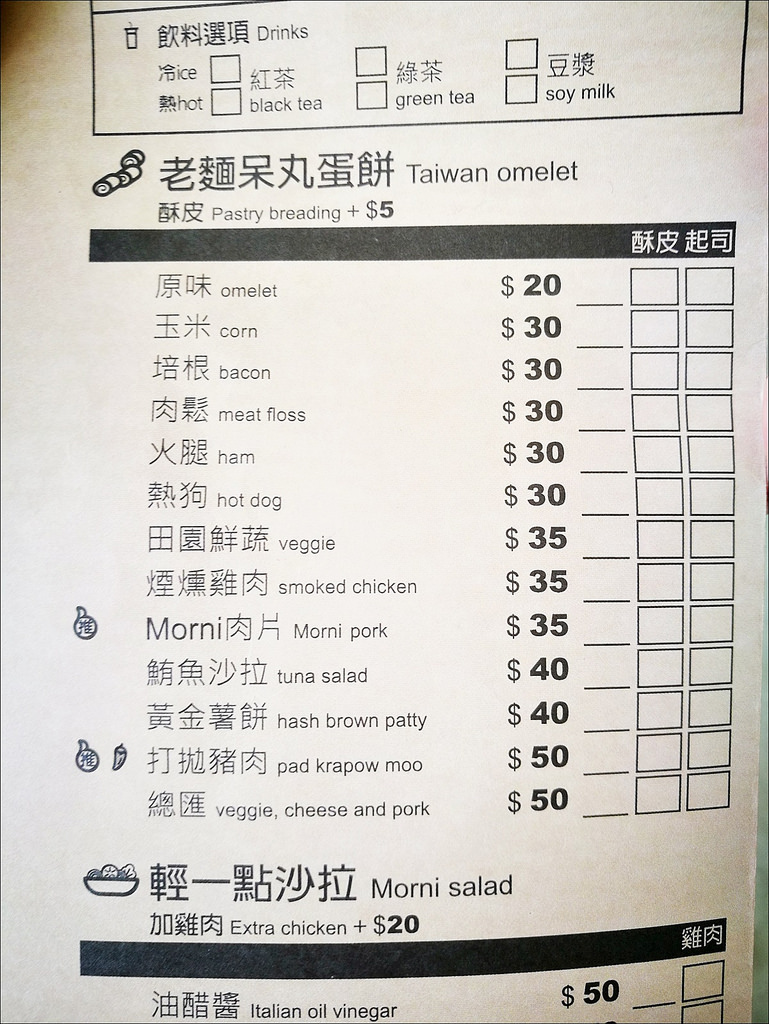 飲料選項 Drinks
冷ice 紅茶 綠茶 豆漿
熱hot black tea green tea soy milk
老麵呆丸蛋餅 Taiwan omelet
酥皮 Pastry breading + $5
酥皮 起司
原味 omelet $ 20
玉米 corn $ 30
培根 bacon $ 30
肉鬆 meat floss $ 30
火腿 ham $ 30
熱狗 hot dog $ 30
田園鮮蔬 veggie $ 35
煙燻雞肉 smoked chicken $ 35
推 Morni肉片 Morni pork $ 35
鮪魚沙拉 tuna salad $ 40
黃金薯餅 hash brown patty $ 40
推 打拋豬肉 pad krapow moo $ 50
總匯 veggie, cheese and pork $ 50
輕一點沙拉 Morni salad
加雞肉 Extra chicken + $20
雞肉
油醋醬 Italian oil vinegar $ 50